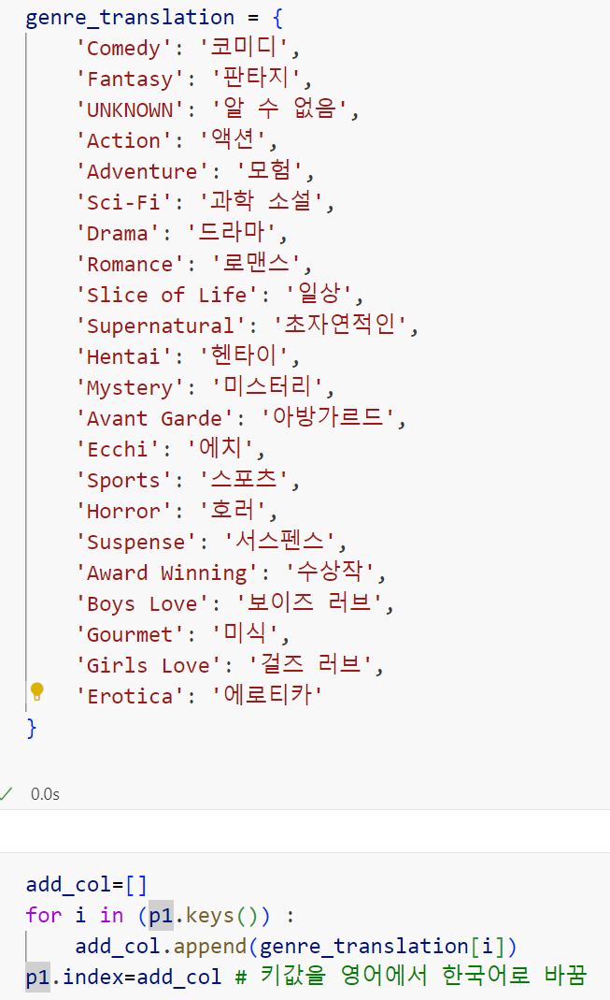 genre_translation = {
'Comedy': '코미디',
'Fantasy': '판타지',
'UNKNOWN': '알 수 없음',
'Action': '액션',
'Adventure': '모험',
'Sci-Fi': '과학 소설',
'Drama': '드라마',
'Romance': '로맨스',
'Slice of Life': '일상',
'Supernatural': '초자연적인',
'Hentai': '헨타이',
'Mystery': '미스터리',
'Avant Garde': '아방가르드',
'Ecchi': '에치',
'Sports': '스포츠',
'Horror': '호러',
'Suspense': '서스펜스',
'Award Winning': '수상작',
'Boys Love': '보이즈 러브',
'Gourmet': '미식',
'Girls Love': '걸즈 러브',
'Erotica': '에로티카'
}
0.0s
add_col=[]
for i in (p1.keys()) :
add_col.append(genre_translation[i])
p1.index=add_col # 키값을 영어에서 한국어로 바꿈